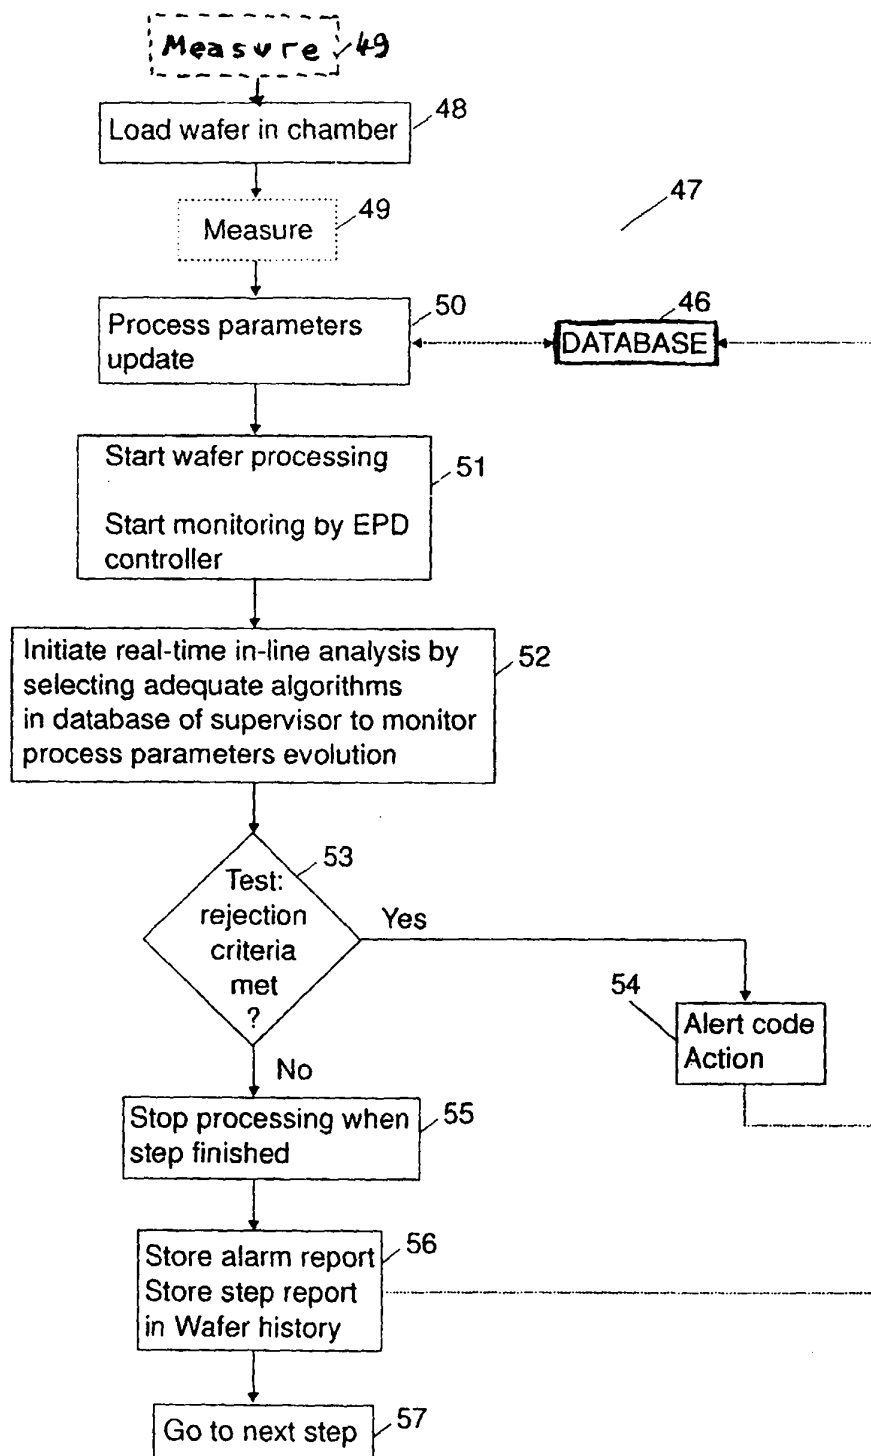 Measure 49
Load wafer in chamber
48
Measure
49
47
Process parameters
update
50
46
DATABASE
Start wafer processing
Start monitoring by EPD
controller
51
Initiate real-time in-line analysis by
selecting adequate algorithms
in database of supervisor to monitor
process parameters evolution
52
53
Test:
rejection
criteria
met
?
Yes
No
54
Alert code
Action
Stop processing when
step finished
55
Store alarm report
Store step report
in Wafer history
56
Go to next step
57